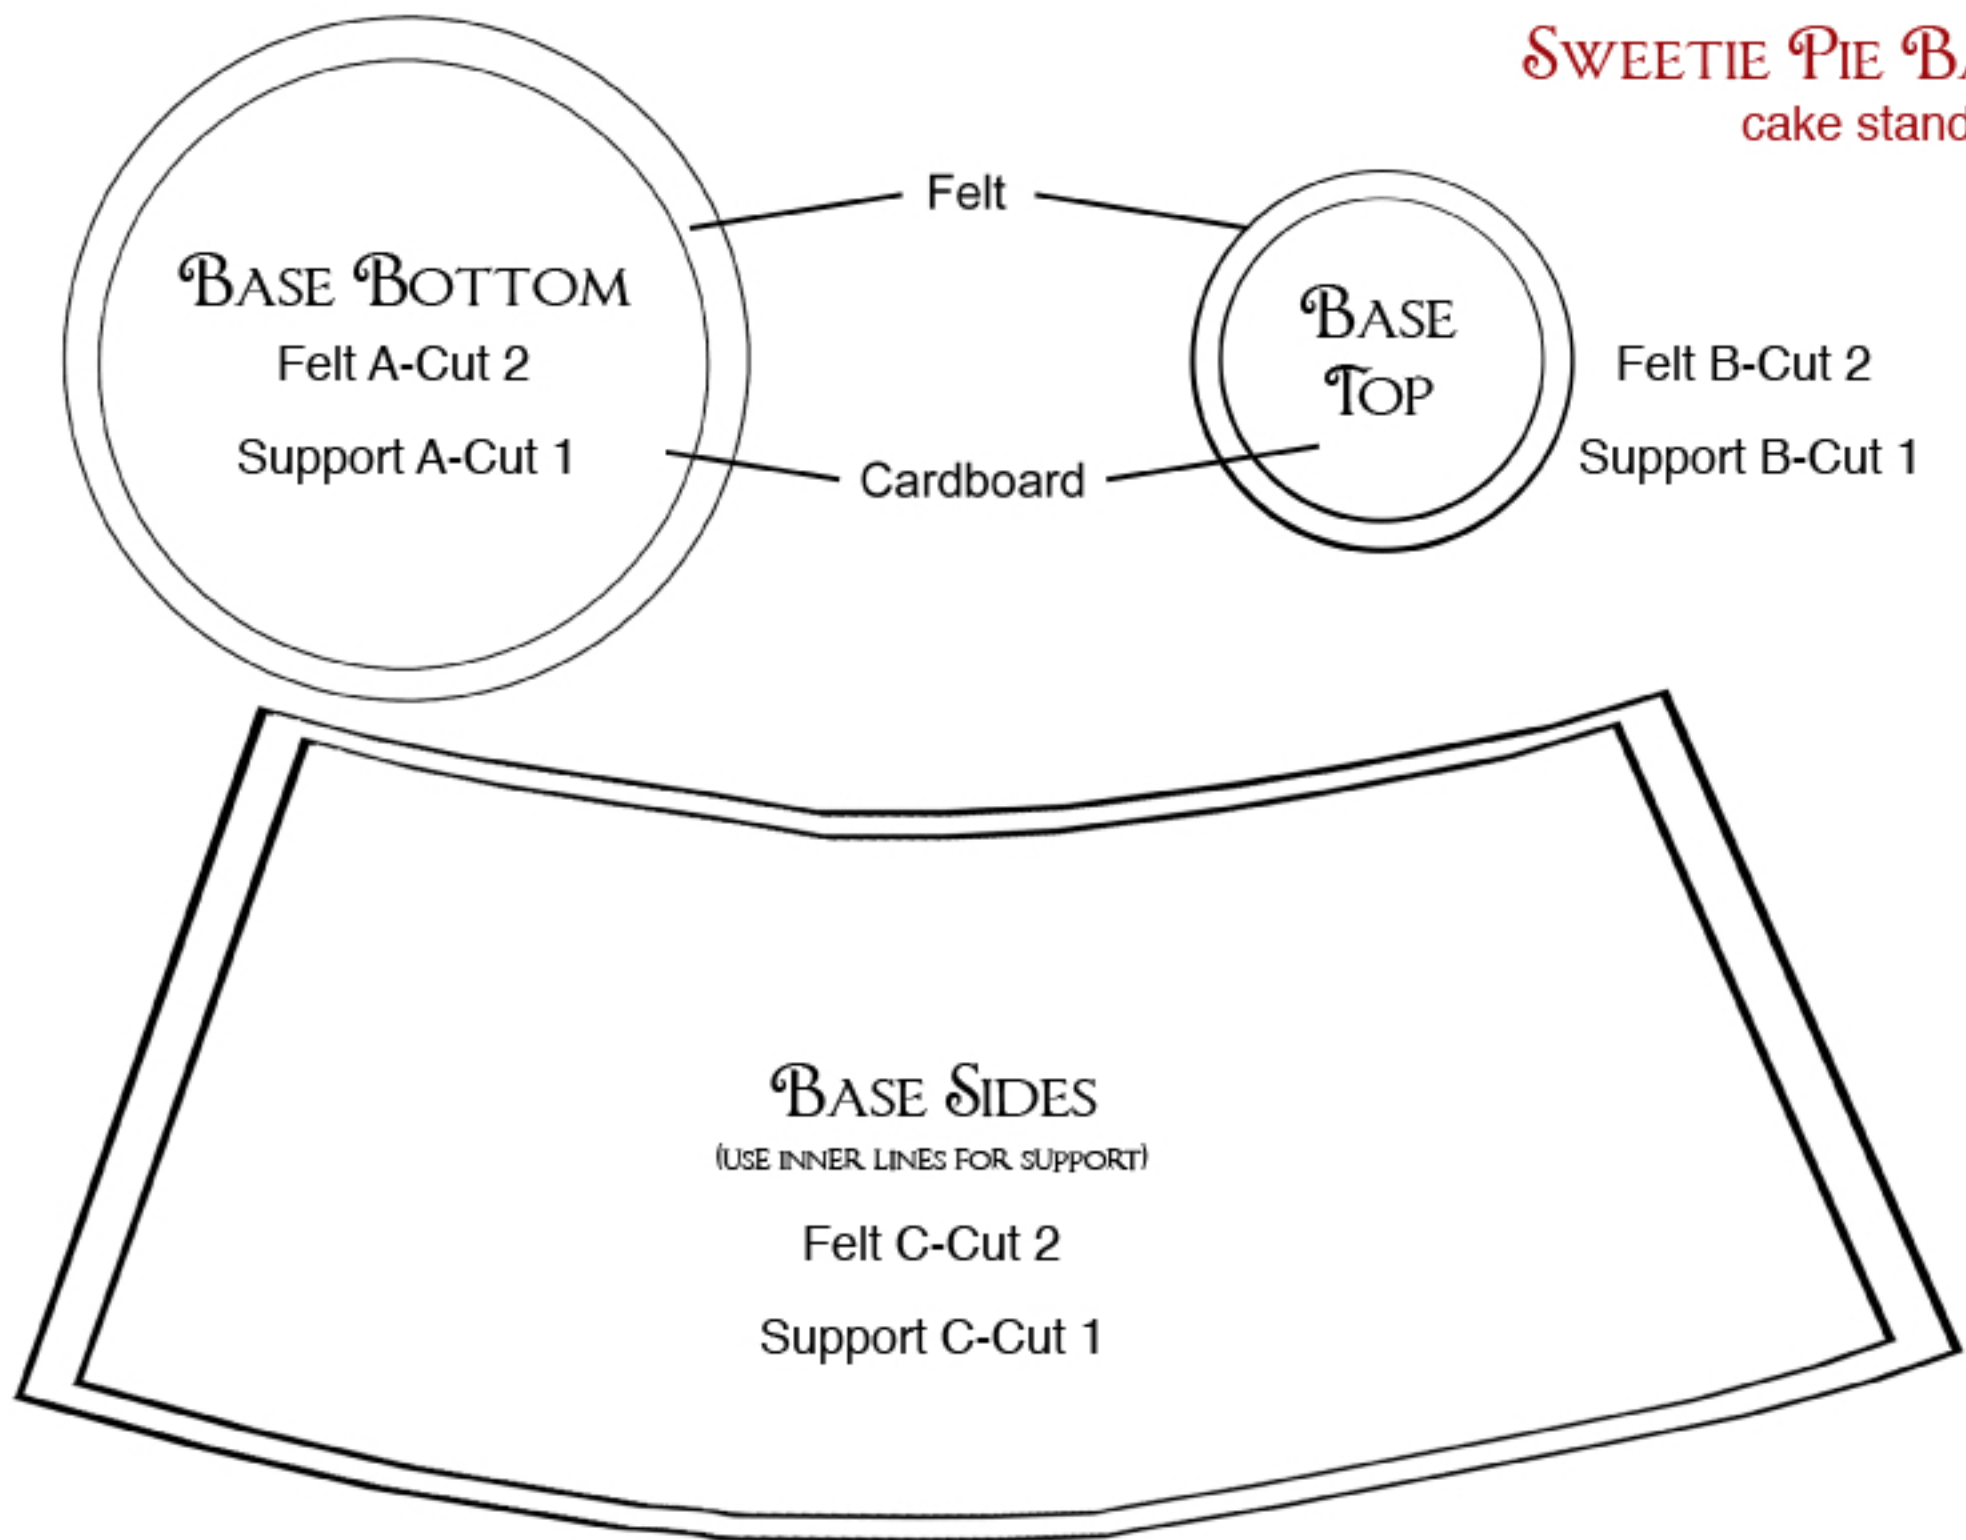 SWEETIE PIE
cake stand
Felt
BASE BOTTOM
Felt A-Cut 2
Support A-Cut 1
BASE
TOP
Felt B-Cut 2
Support B-Cut 1
Cardboard
BASE SIDES
(USE INNER LINES FOR SUPPORT)
Felt C-Cut 2
Support C-Cut 1